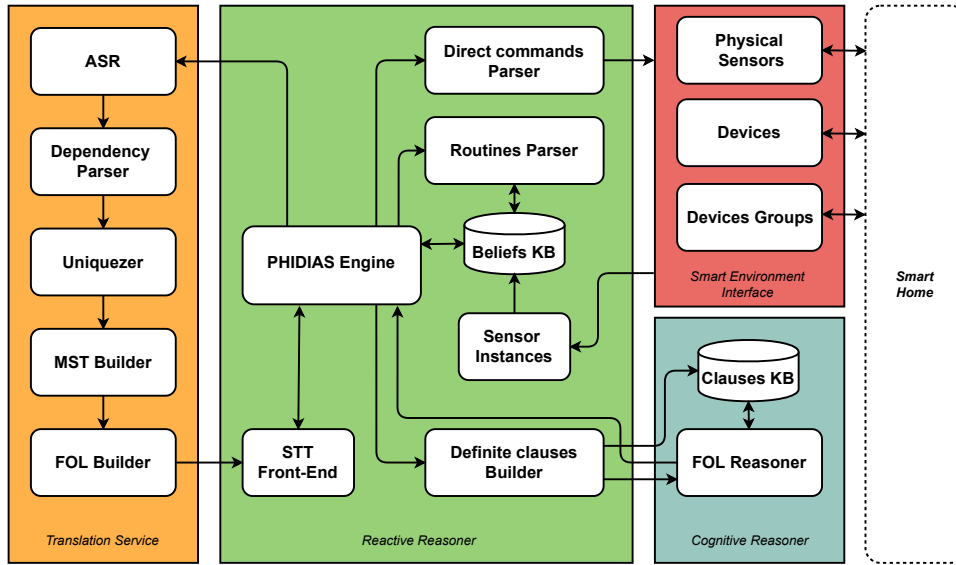 ASR
Dependency
Parser
Uniquezer
MST Builder
FOL Builder
Translation Service
Direct commands
Parser
Routines Parser
PHIDIAS Engine
Beliefs KB
Sensor
Instances
STT
Front-End
Definite clauses
Builder
Reactive Reasoner
Physical
Sensors
Devices
Devices Groups
Smart Environment
Interface
Clauses KB
FOL Reasoner
Cognitive Reasoner
Smart
Home